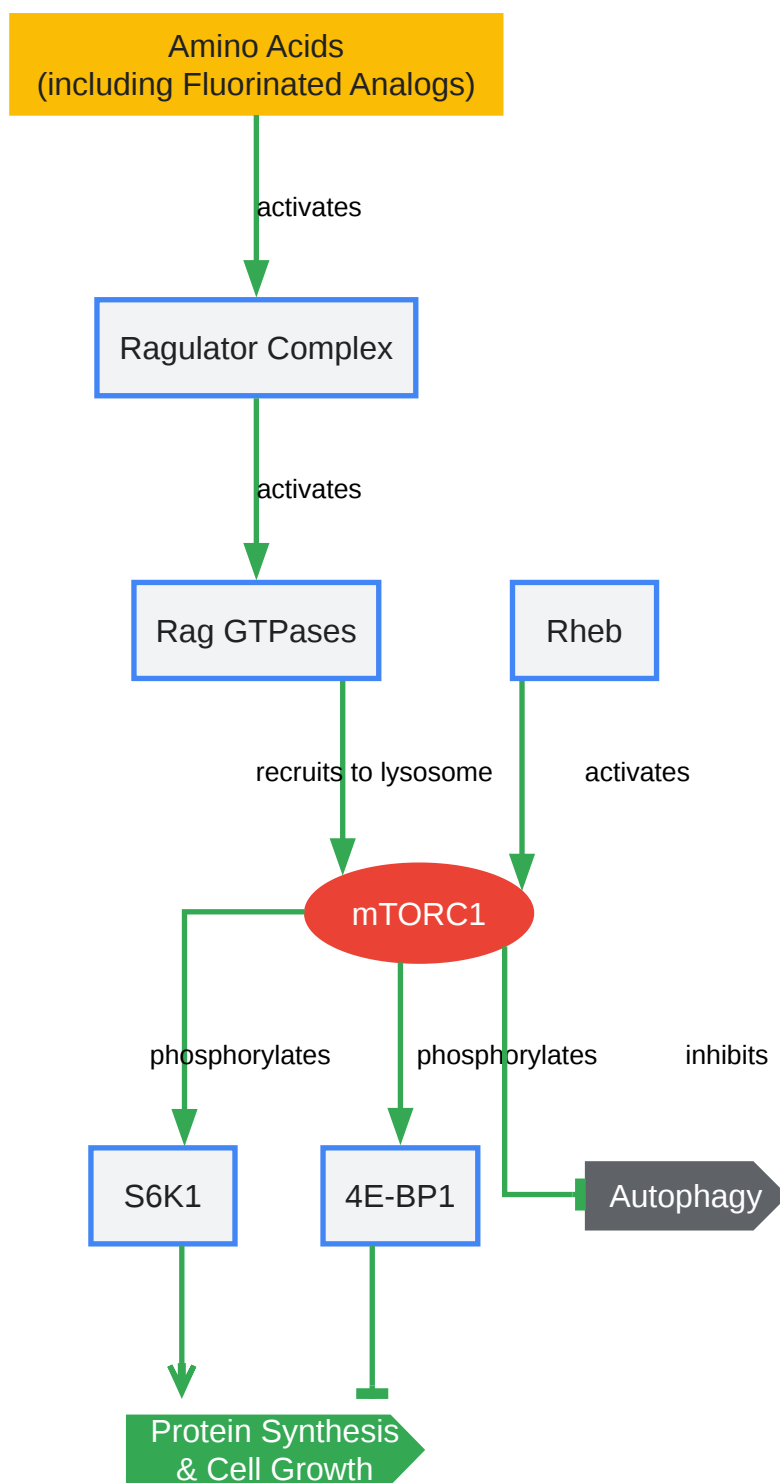 Amino Acids
(including Fluorinated Analogs)
activates
Ragulator Complex
activates
Rag GTPases
Rheb
recruits to lysosome
activates
mTORC1
phosphorylates
phosphorylates
inhibits
S6K1
4E-BP1
Autophagy
Protein Synthesis
& Cell Growth